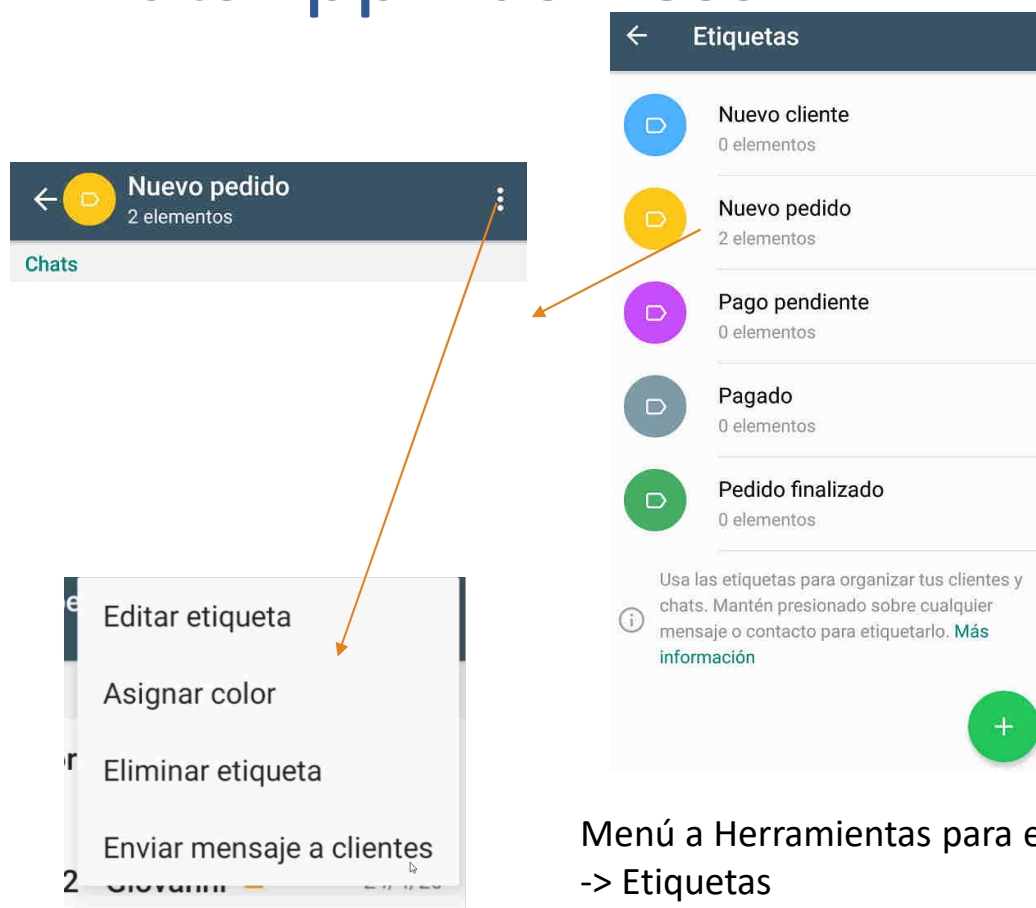 Etiquetas
Nuevo cliente
0 elementos
Nuevo pedido
2 elementos
Pago pendiente
0 elementos
Pagado
0 elementos
Pedido finalizado
0 elementos
Usa las etiquetas para organizar tus clientes y
chats. Mantén presionado sobre cualquier
mensaje o contacto para etiquetarlo. Más
información
+
Nuevo pedido
2 elementos
Chats
Editar etiqueta
Asignar color
Eliminar etiqueta
Enviar mensaje a clientes
2 Giovanni
Menú a Herramientas para
-> Etiquetas